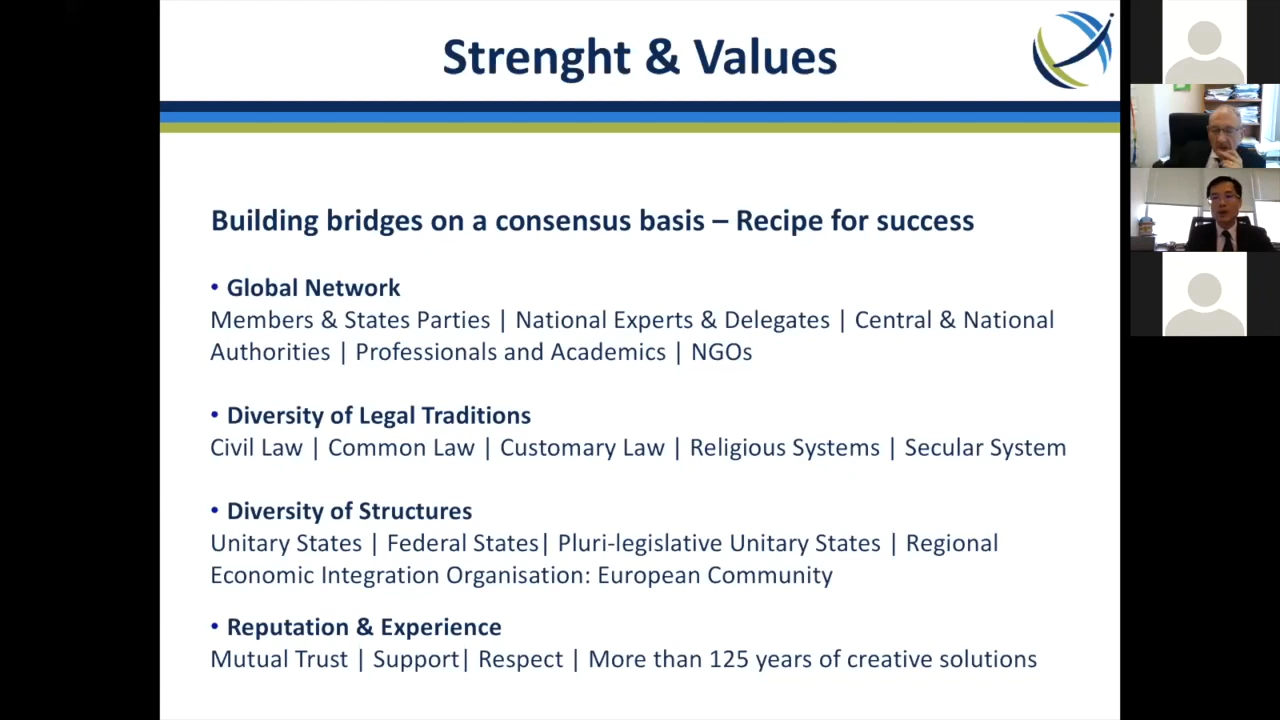 Strenght & Values
Building bridges on a consensus basis – Recipe for success
• Global Network
Members & States Parties | National Experts & Delegates | Central & National
Authorities | Professionals and Academics | NGOs
• Diversity of Legal Traditions
Civil Law | Common Law | Customary Law | Religious Systems | Secular System
• Diversity of Structures
Unitary States | Federal States| Pluri-legislative Unitary States | Regional
Economic Integration Organisation: European Community
• Reputation & Experience
Mutual Trust | Support| Respect | More than 125 years of creative solutions